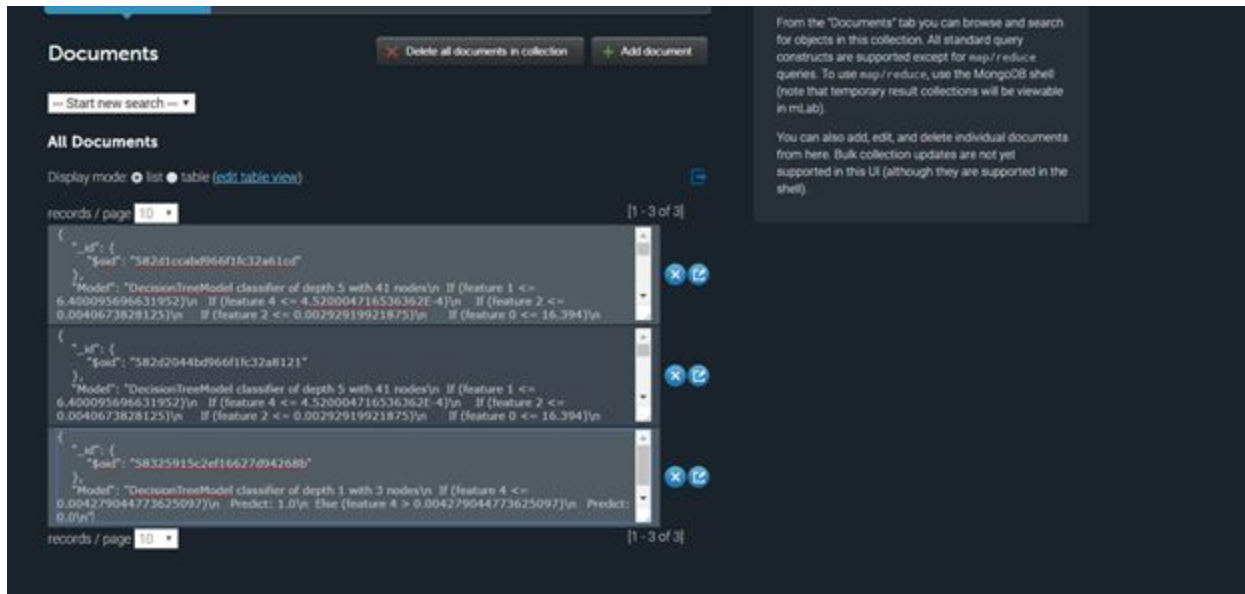 Documents
Delete all documents in collection
Add document
-- Start new search --
All Documents
Display mode: list table (edit table view)
records / page 10
[1 - 3 of 3]
{
"_id": {
"$oid": "582d1ccabd966f1fc32a61cd"
},
"Model": "DecisionTreeModel classifier of depth 5 with 41 nodes\n If (feature 1 <=
6.400095696631952)\n If (feature 4 <= 4.520004716536362E-4)\n If (feature 2 <=
0.0040673828125)\n If (feature 2 <= 0.00292919921875)\n If (feature 0 <= 16.394)\n
{
"_id": {
"$oid": "582d2044bd966f1fc32a8121"
},
"Model": "DecisionTreeModel classifier of depth 5 with 41 nodes\n If (feature 1 <=
6.400095696631952)\n If (feature 4 <= 4.520004716536362E-4)\n If (feature 2 <=
0.0040673828125)\n If (feature 2 <= 0.00292919921875)\n If (feature 0 <= 16.394)\n
{
"_id": {
"$oid": "58325915c2ef16627d94268b"
},
"Model": "DecisionTreeModel classifier of depth 1 with 3 nodes\n If (feature 4 <=
0.004279044773625097)\n Predict: 1.0\n Else (feature 4 > 0.004279044773625097)\n Predict:
0.0\n"
records / page 10
[1 - 3 of 3]
From the "Documents" tab you can browse and search
for objects in this collection. All standard query
constructs are supported except for map/reduce
queries. To use map/reduce, use the MongoDB shell
(note that temporary result collections will be viewable
in mLab).
You can also add, edit, and delete individual documents
from here. Bulk collection updates are not yet
supported in this UI (although they are supported in the
shell).